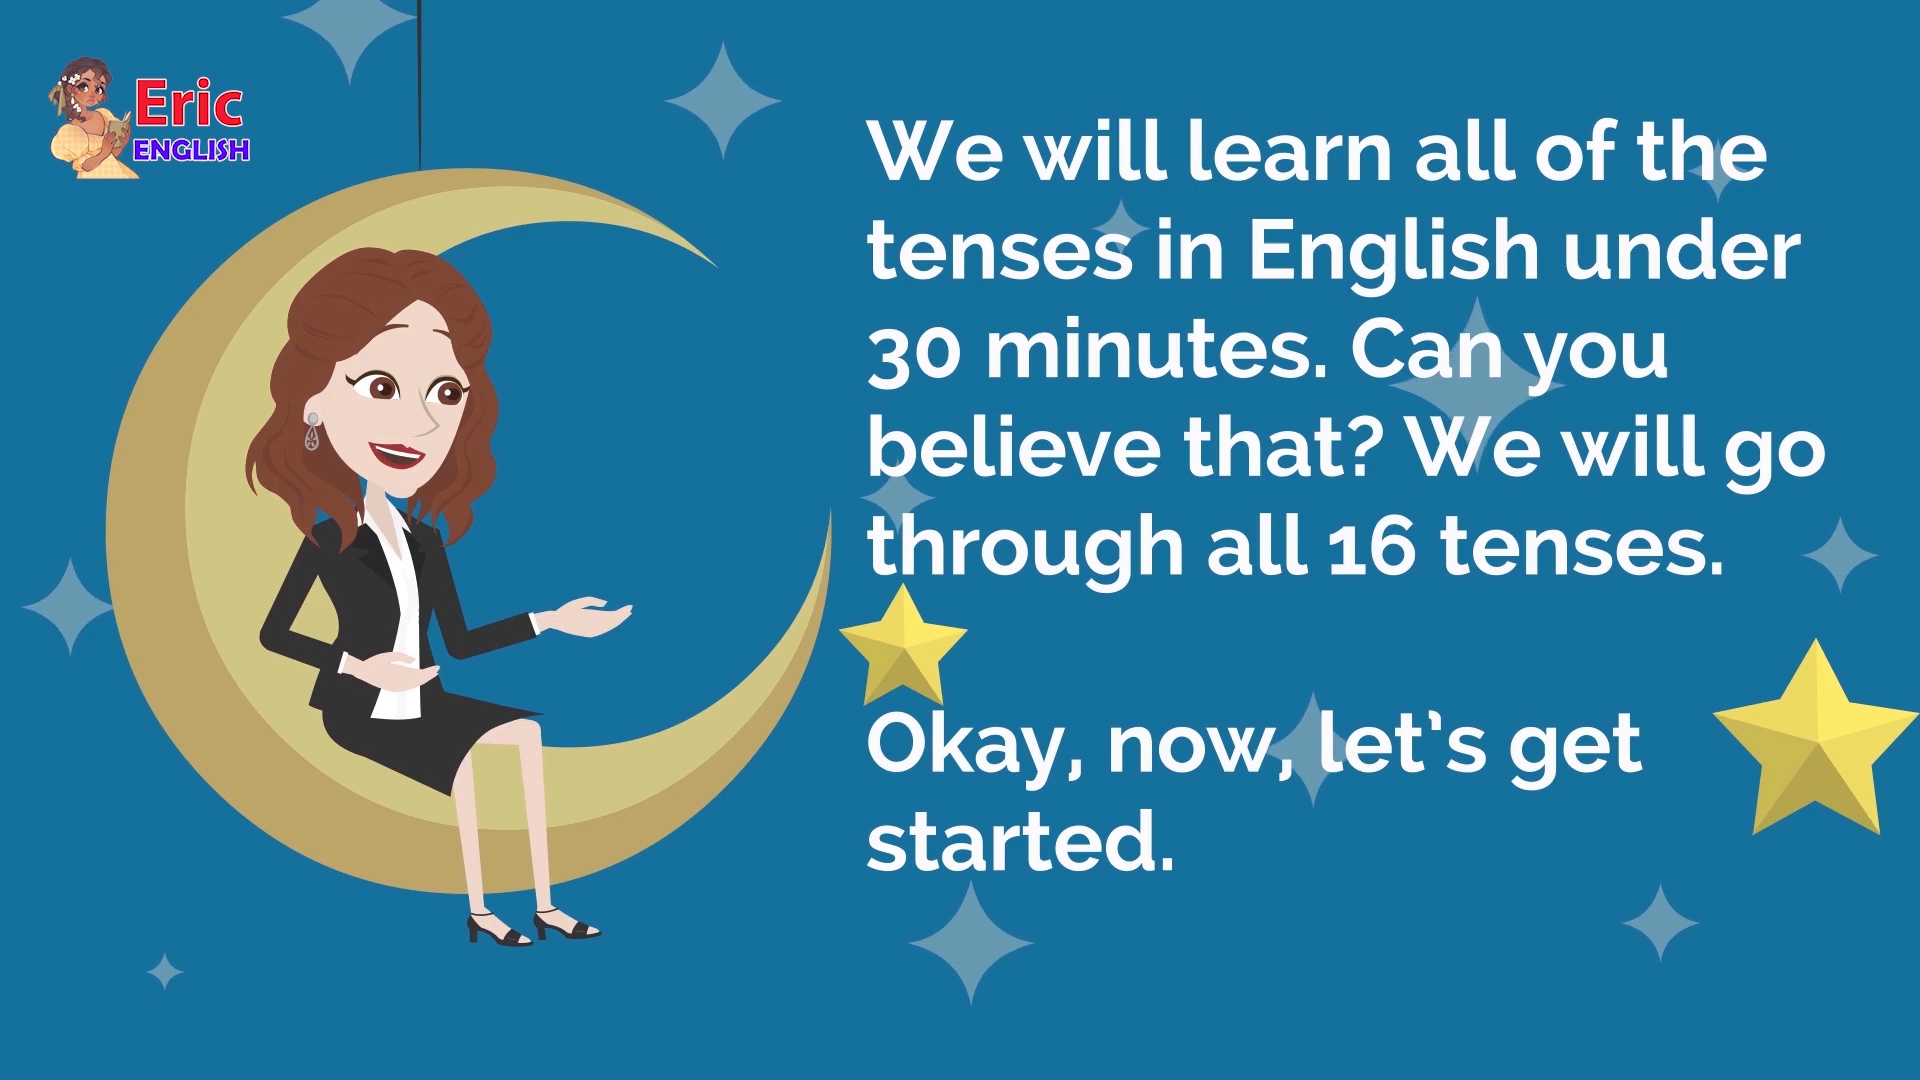 Eric
ENGLISH
We will learn all of the
tenses in English under
30 minutes. Can you
believe that? We will go
through all 16 tenses.
Okay, now, let's get
started.